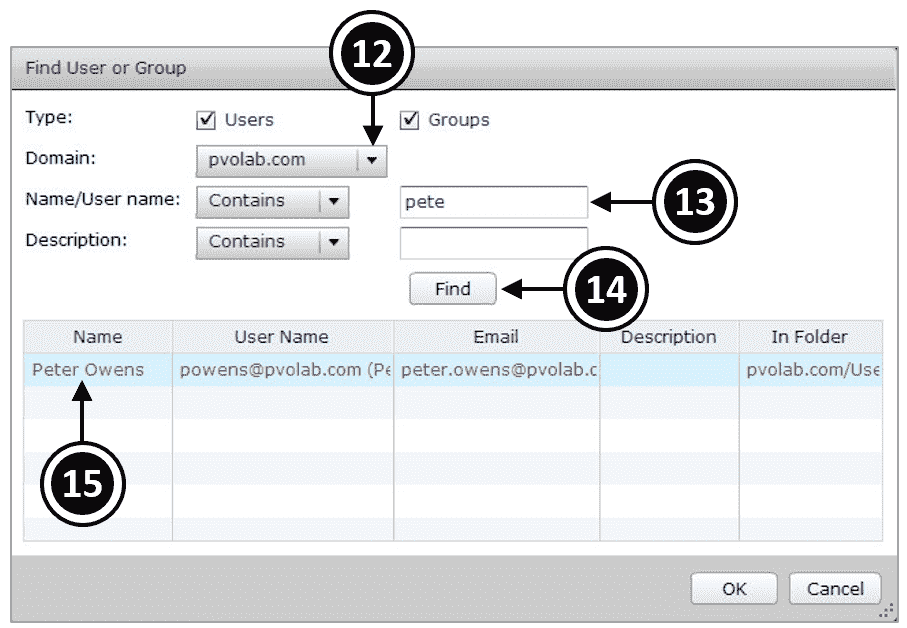 12
Find User or Group
Type: Users Groups
Domain: pvolab.com
Name/User name: Contains pete 13
Description: Contains
Find 14
Name User Name Email Description In Folder
Peter Owens powens@pvolab.com (Pe peter.owens@pvolab.c pvolab.com/Use
15
OK Cancel